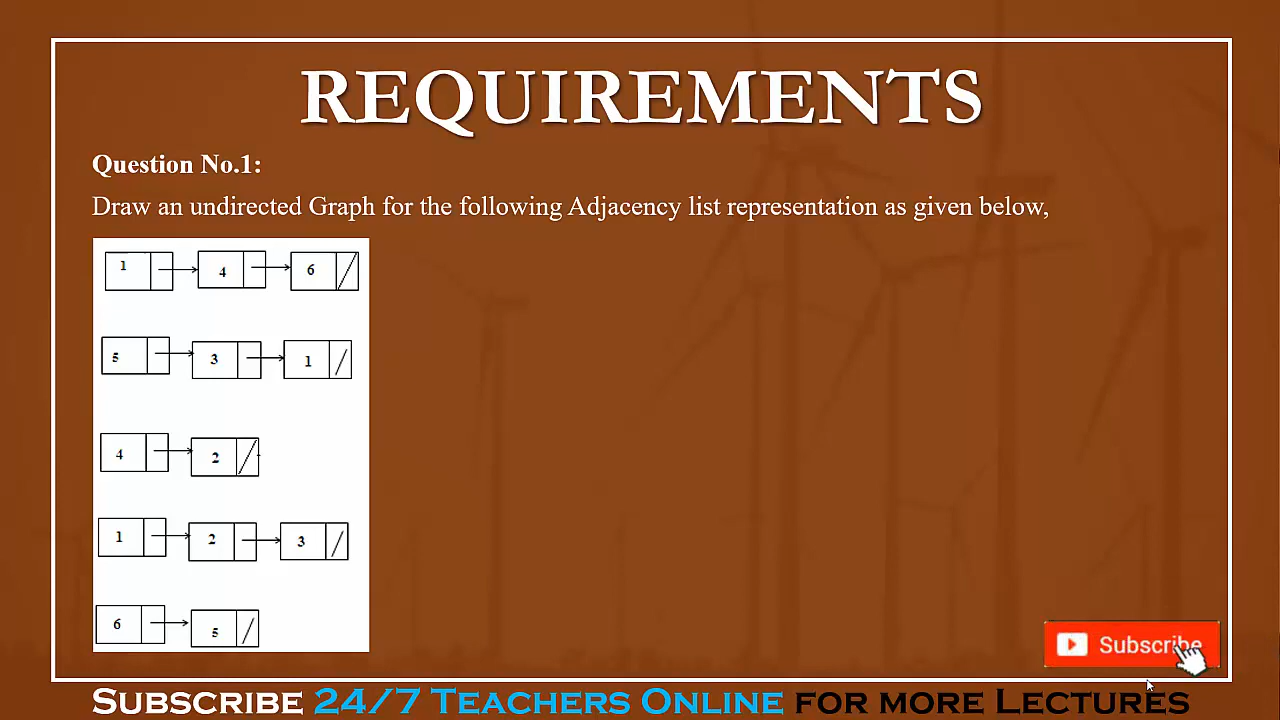 REQUIREMENTS
Question No.1:
Draw an undirected Graph for the following Adjacency list representation as given below,
1 4 6
5 3 1
4 2
1 2 3
6 5
Subscribe
SUBSCRIBE 24/7 TEACHERS ONLINE FOR MORE LECTURES